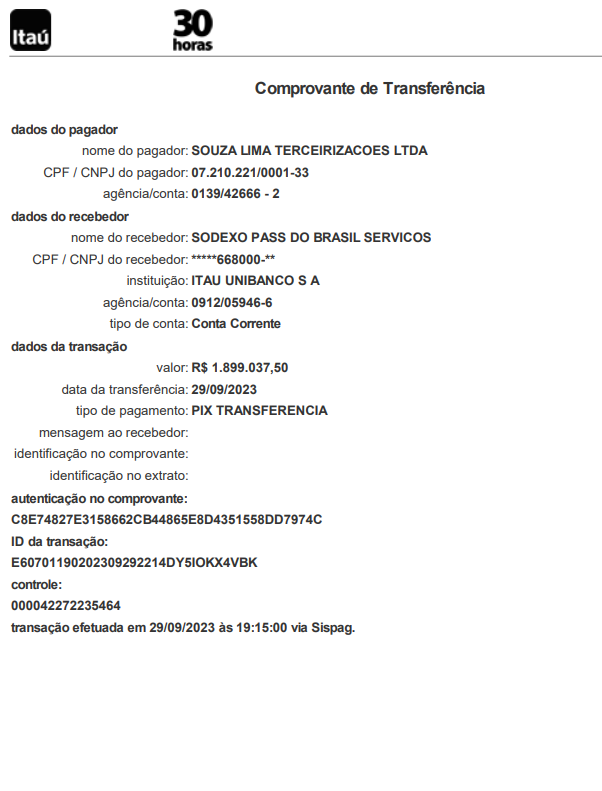 Itaú
30
horas
Comprovante de Transferência
dados do pagador
nome do pagador: SOUZA LIMA TERCEIRIZACOES LTDA
CPF / CNPJ do pagador: 07.210.221/0001-33
agência/conta: 0139/42666 - 2
dados do recebedor
nome do recebedor: SODEXO PASS DO BRASIL SERVICOS
CPF / CNPJ do recebedor: *****668000-**
instituição: ITAU UNIBANCO S A
agência/conta: 0912/05946-6
tipo de conta: Conta Corrente
dados da transação
valor: R$ 1.899.037,50
data da transferência: 29/09/2023
tipo de pagamento: PIX TRANSFERENCIA
mensagem ao recebedor:
identificação no comprovante:
identificação no extrato:
autenticação no comprovante:
C8E74827E3158662CB44865E8D4351558DD7974C
ID da transação:
E60701190202309292214DY5IOKX4VBK
controle:
000042272235464
transação efetuada em 29/09/2023 às 19:15:00 via Sispag.